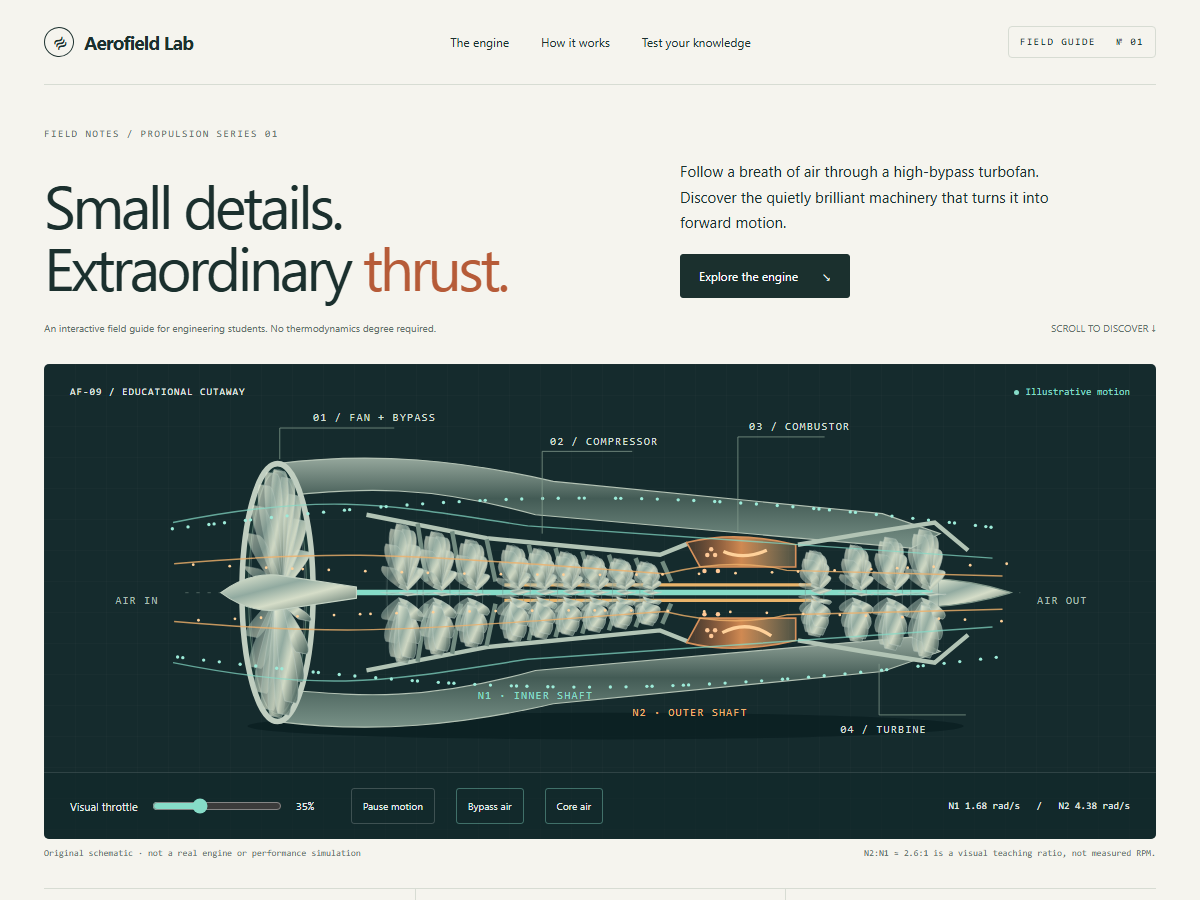 Aerofield Lab
The engine
How it works
Test your knowledge
FIELD GUIDE № 01
FIELD NOTES / PROPULSION SERIES 01
Small details.
Extraordinary thrust.
Follow a breath of air through a high-bypass turbofan.
Discover the quietly brilliant machinery that turns it into
forward motion.
Explore the engine ↘
An interactive field guide for engineering students. No thermodynamics degree required.
SCROLL TO DISCOVER ↓
AF-09 / EDUCATIONAL CUTAWAY
Illustrative motion
01 / FAN + BYPASS
02 / COMPRESSOR
03 / COMBUSTOR
AIR IN
AIR OUT
N1 · INNER SHAFT
N2 · OUTER SHAFT
04 / TURBINE
Visual throttle
35%
Pause motion
Bypass air
Core air
N1 1.68 rad/s / N2 4.38 rad/s
Original schematic · not a real engine or performance simulation
N2:N1 = 2.6:1 is a visual teaching ratio, not measured RPM.